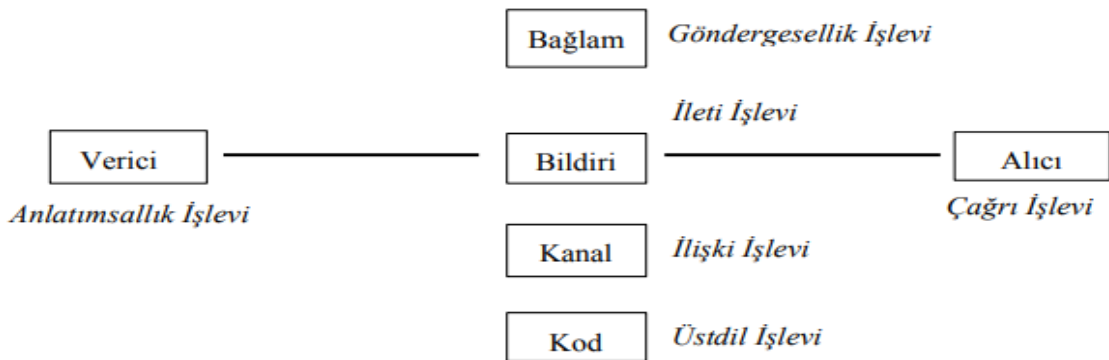 Bağlam Göndergesellik İşlevi
İleti İşlevi
Verici Bildiri Alıcı
Anlatımsallık İşlevi Çağrı İşlevi
Kanal İlişki İşlevi
Kod Üstdil İşlevi